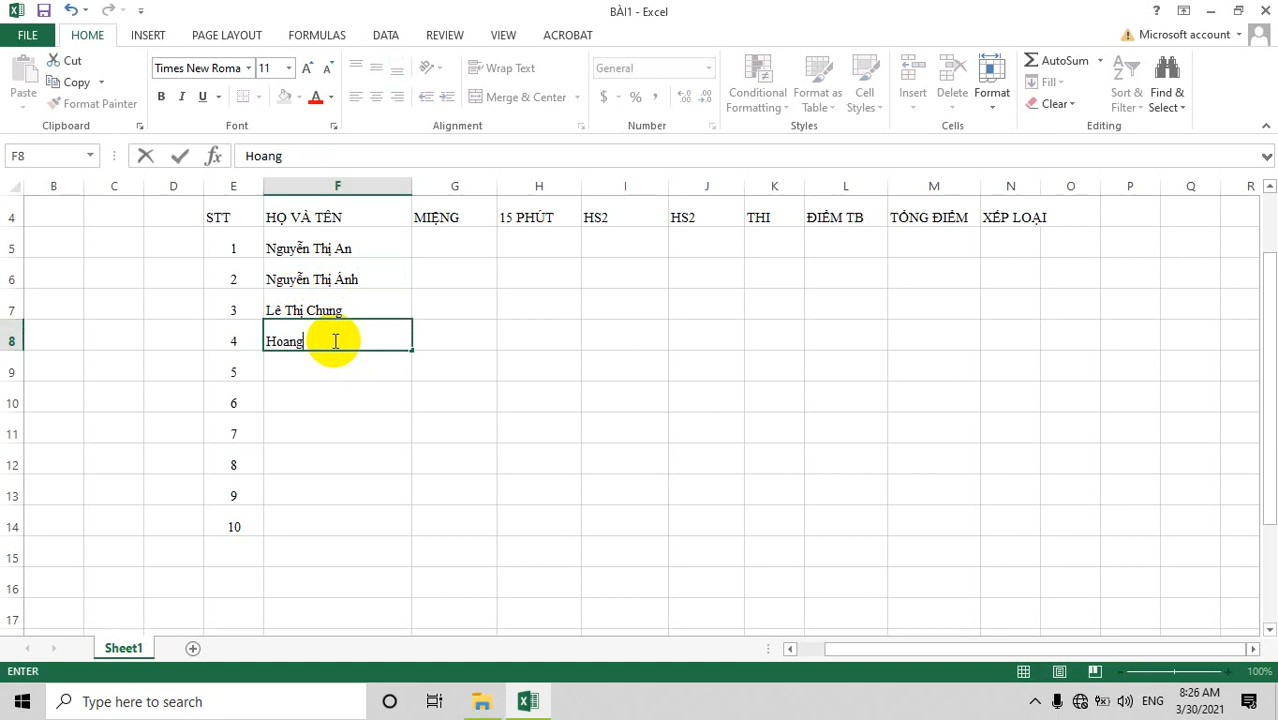 BÀI1 - Excel
?
FILE HOME INSERT PAGE LAYOUT FORMULAS DATA REVIEW VIEW ACROBAT Microsoft account
Paste
Cut
Copy
Format Painter
Clipboard
Times New Roma 11
B I U
A
Font
Wrap Text
Merge & Center
Alignment
General
$ % ,
Number
Conditional Formatting
Format as Table
Cell Styles
Styles
Insert
Delete
Format
Cells
AutoSum
Fill
Clear
Sort & Filter
Find & Select
Editing
F8 fx Hoang
B C D E F G H I J K L M N O P Q R
4 STT HỌ VÀ TÊN MIỆNG 15 PHÚT HS2 HS2 THI ĐIỂM TB TỔNG ĐIỂM XẾP LOẠI
5 1 Nguyễn Thị An
6 2 Nguyễn Thị Ánh
7 3 Lê Thị Chung
8 4 Hoang
9 5
10 6
11 7
12 8
13 9
14 10
15
16
17
Sheet1
ENTER 100%
Type here to search
ENG
8:26 AM
3/30/2021